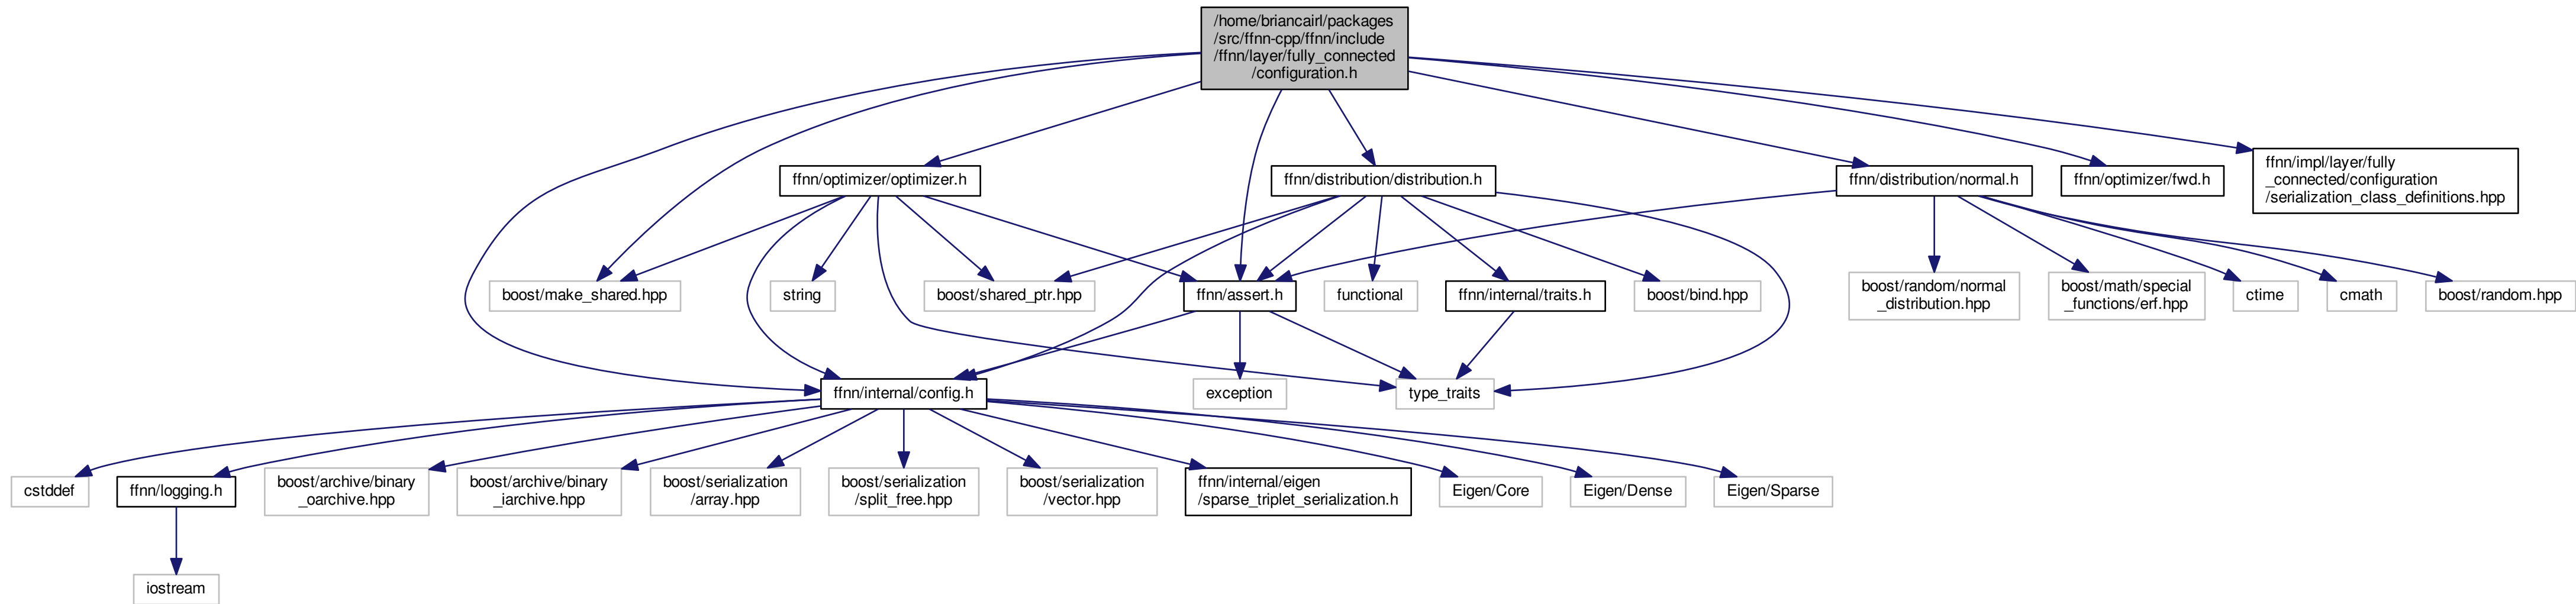 /home/briancairl/packages
/src/ffnn-cpp/ffnn/include
/ffnn/layer/fully_connected
/configuration.h
ffnn/optimizer/optimizer.h
ffnn/distribution/distribution.h
ffnn/distribution/normal.h
ffnn/optimizer/fwd.h
ffnn/impl/layer/fully
_connected/configuration
/serialization_class_definitions.hpp
boost/make_shared.hpp
string
boost/shared_ptr.hpp
ffnn/assert.h
functional
ffnn/internal/traits.h
boost/bind.hpp
boost/random/normal
_distribution.hpp
boost/math/special
_functions/erf.hpp
ctime
cmath
boost/random.hpp
ffnn/internal/config.h
exception
type_traits
cstddef
ffnn/logging.h
boost/archive/binary
_oarchive.hpp
boost/archive/binary
_iarchive.hpp
boost/serialization
/array.hpp
boost/serialization
/split_free.hpp
boost/serialization
/vector.hpp
ffnn/internal/eigen
/sparse_triplet_serialization.h
Eigen/Core
Eigen/Dense
Eigen/Sparse
iostream